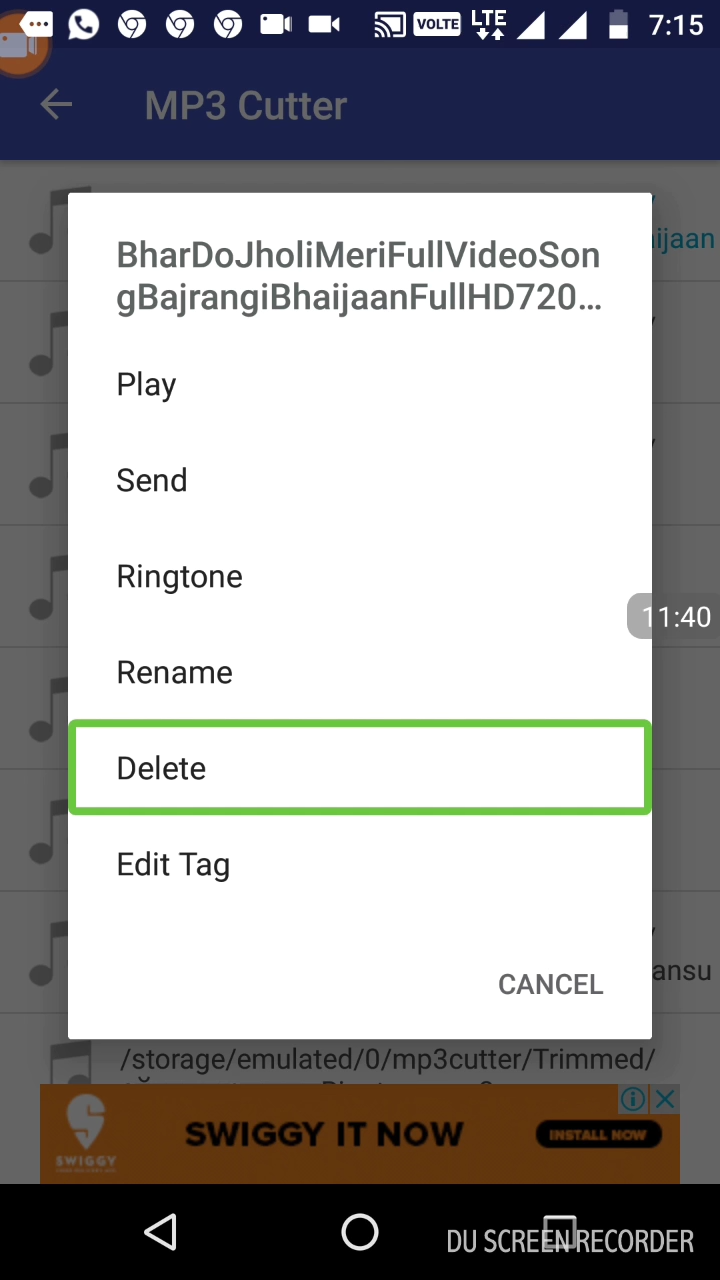 VOLTE LTE 7:15
MP3 Cutter
ijaan
BharDoJholiMeriFullVideoSon
gBajrangiBhaijaanFullHD720...
Play
Send
Ringtone
11:40
Rename
Delete
Edit Tag
ansu
CANCEL
/storage/emulated/0/mp3cutter/Trimmed/
SWIGGY IT NOW
INSTALL NOW
SWIGGY
DU SCREEN RECORDER